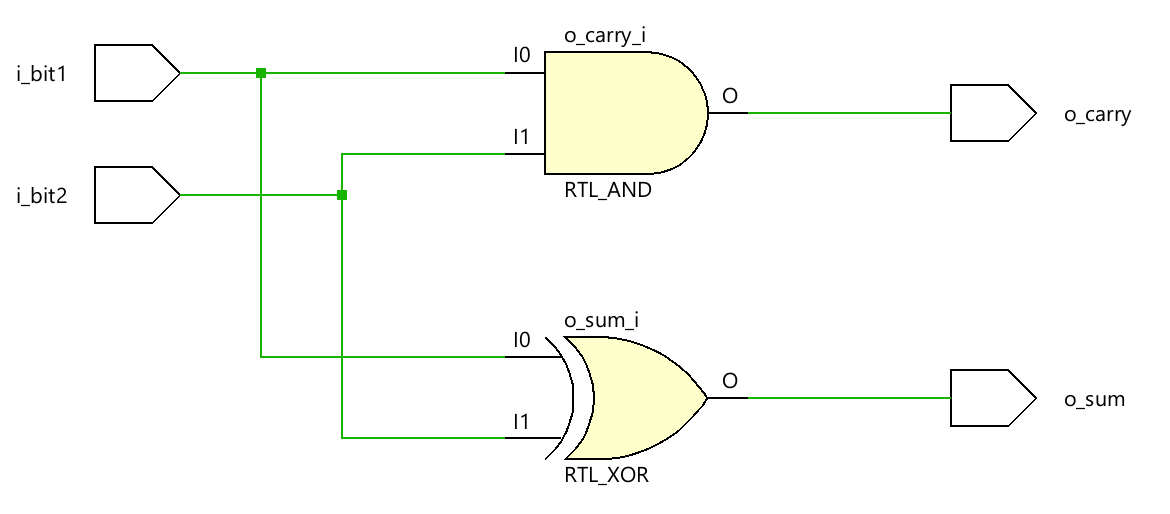 o_carry_i
i_bit1
I0
O
o_carry
I1
i_bit2
RTL_AND
o_sum_i
I0
O
o_sum
I1
RTL_XOR